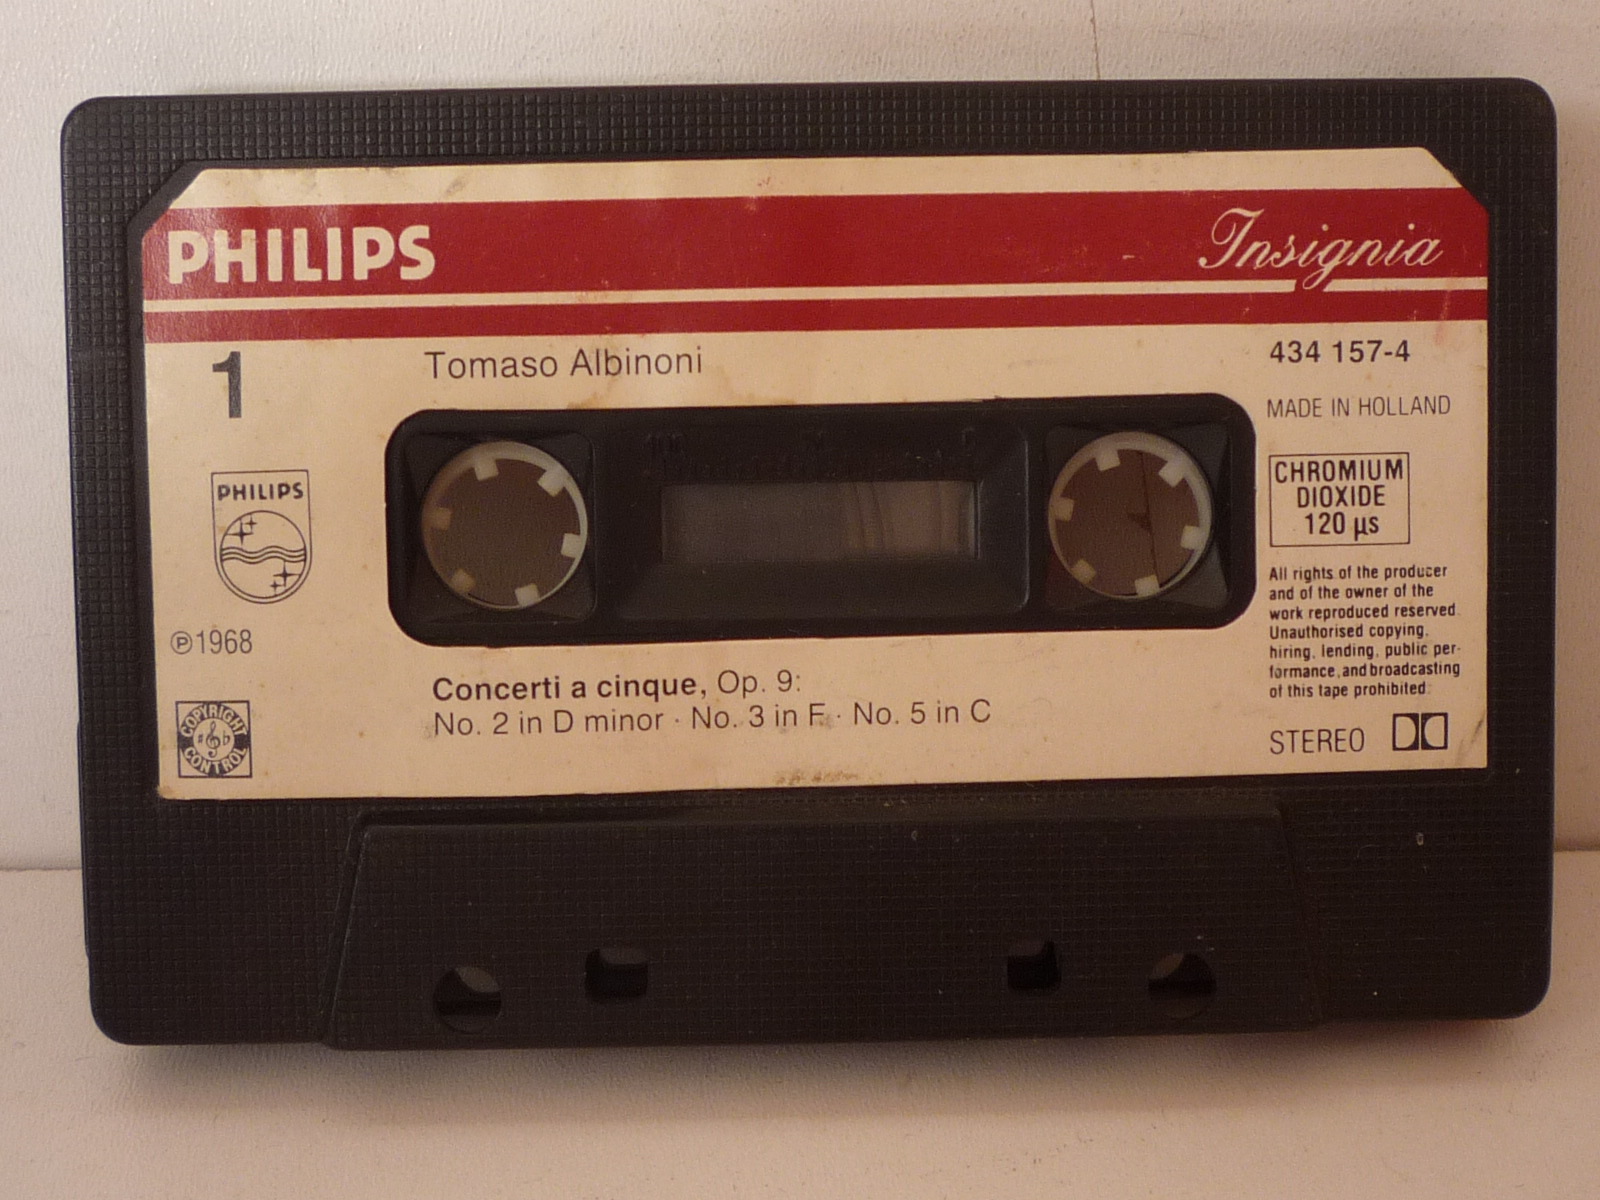 PHILIPS
Insignia
1
Tomaso Albinoni
434 157-4
MADE IN HOLLAND
PHILIPS
CHROMIUM
DIOXIDE
120 µs
All rights of the producer
and of the owner of the
work reproduced reserved.
Unauthorised copying,
hiring, lending, public per-
formance, and broadcasting
of this tape prohibited.
℗1968
COPYRIGHT
CONTROL
Concerti a cinque, Op. 9:
No. 2 in D minor · No. 3 in F · No. 5 in C
STEREO